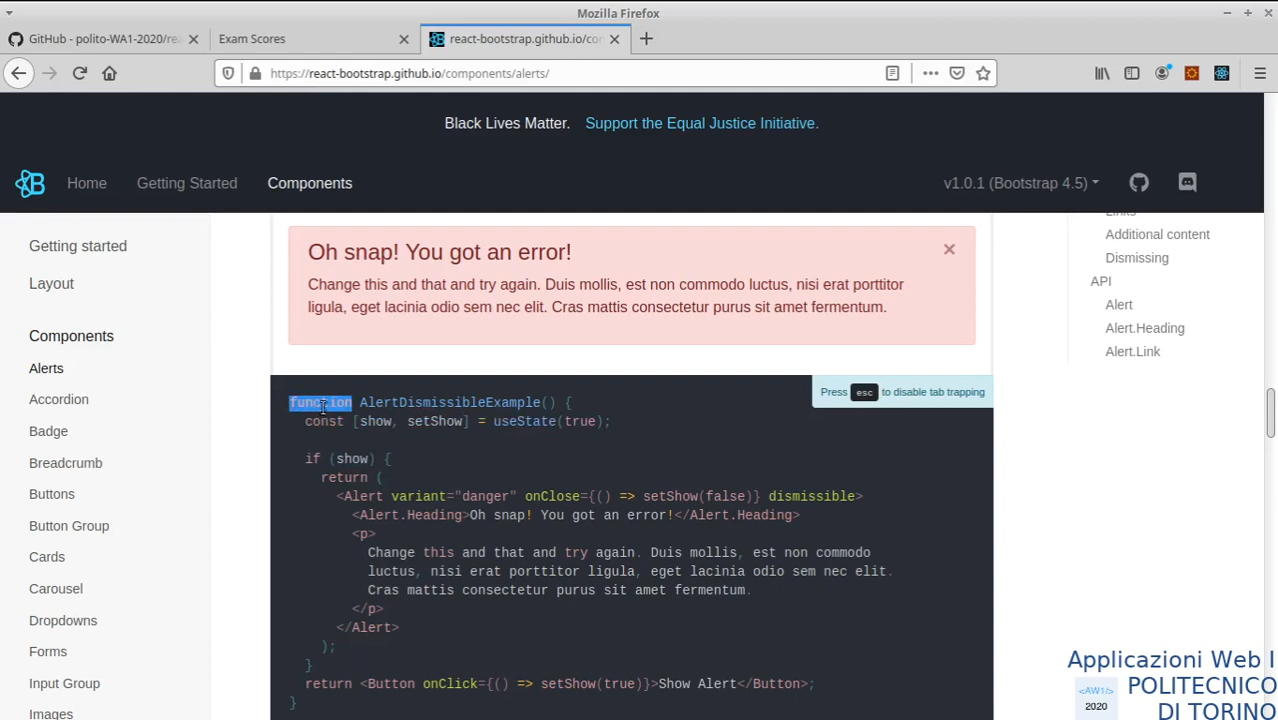 Mozilla Firefox
GitHub - polito-WA1-2020/re
Exam Scores
react-bootstrap.github.io/co
https://react-bootstrap.github.io/components/alerts/
Black Lives Matter. Support the Equal Justice Initiative.
Home Getting Started Components v1.0.1 (Bootstrap 4.5)
Getting started
Layout
Components
Alerts
Accordion
Badge
Breadcrumb
Buttons
Button Group
Cards
Carousel
Dropdowns
Forms
Input Group
Images
Oh snap! You got an error! ×
Change this and that and try again. Duis mollis, est non commodo luctus, nisi erat porttitor
ligula, eget lacinia odio sem nec elit. Cras mattis consectetur purus sit amet fermentum.
Press esc to disable tab trapping
function AlertDismissibleExample() {
const [show, setShow] = useState(true);
if (show) {
return (
<Alert variant="danger" onClose={() => setShow(false)} dismissible>
<Alert.Heading>Oh snap! You got an error!</Alert.Heading>
<p>
Change this and that and try again. Duis mollis, est non commodo
luctus, nisi erat porttitor ligula, eget lacinia odio sem nec elit.
Cras mattis consectetur purus sit amet fermentum.
</p>
</Alert>
);
}
return <Button onClick={() => setShow(true)}>Show Alert</Button>;
}
Links
Additional content
Dismissing
API
Alert
Alert.Heading
Alert.Link
Applicazioni Web I
<AW1/>
2020
POLITECNICO
DI TORINO